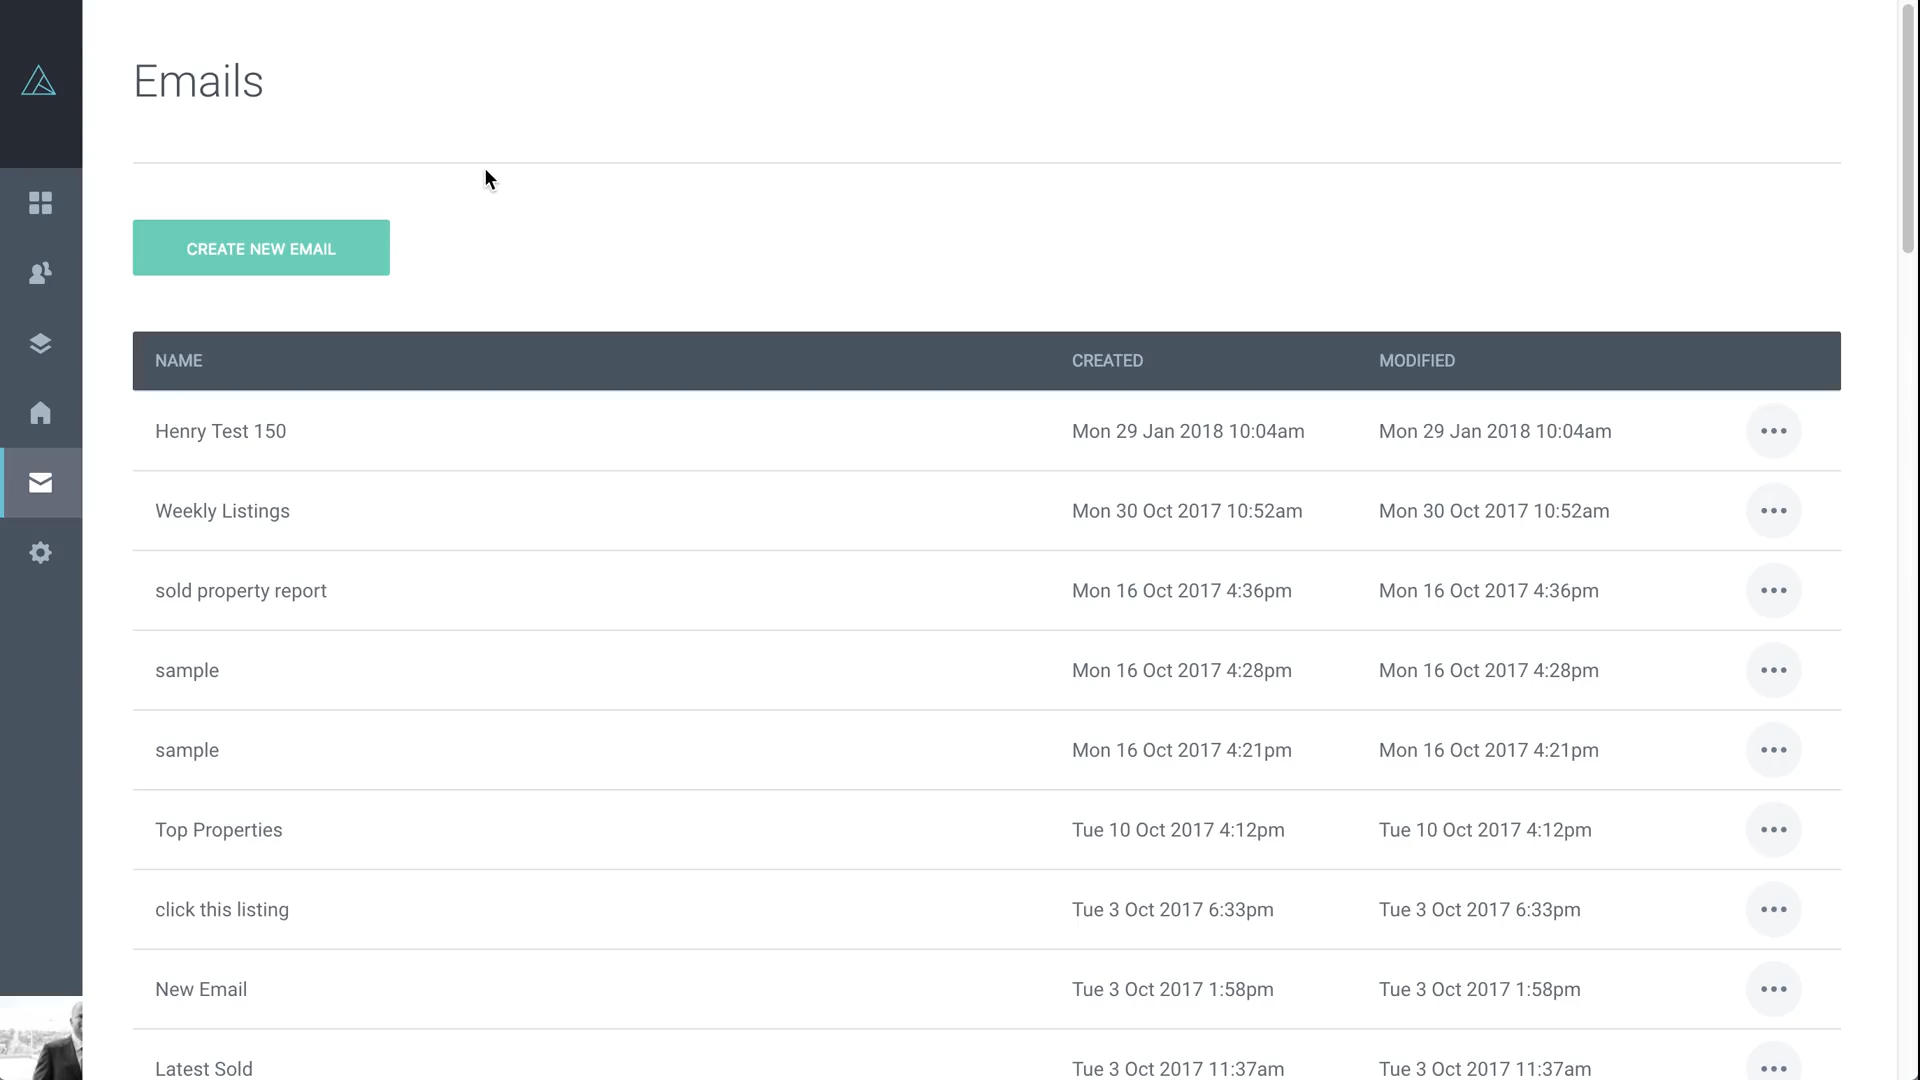 Emails
CREATE NEW EMAIL
NAME CREATED MODIFIED
Henry Test 150 Mon 29 Jan 2018 10:04am Mon 29 Jan 2018 10:04am
Weekly Listings Mon 30 Oct 2017 10:52am Mon 30 Oct 2017 10:52am
sold property report Mon 16 Oct 2017 4:36pm Mon 16 Oct 2017 4:36pm
sample Mon 16 Oct 2017 4:28pm Mon 16 Oct 2017 4:28pm
sample Mon 16 Oct 2017 4:21pm Mon 16 Oct 2017 4:21pm
Top Properties Tue 10 Oct 2017 4:12pm Tue 10 Oct 2017 4:12pm
click this listing Tue 3 Oct 2017 6:33pm Tue 3 Oct 2017 6:33pm
New Email Tue 3 Oct 2017 1:58pm Tue 3 Oct 2017 1:58pm
Latest Sold Tue 3 Oct 2017 11:37am Tue 3 Oct 2017 11:37am